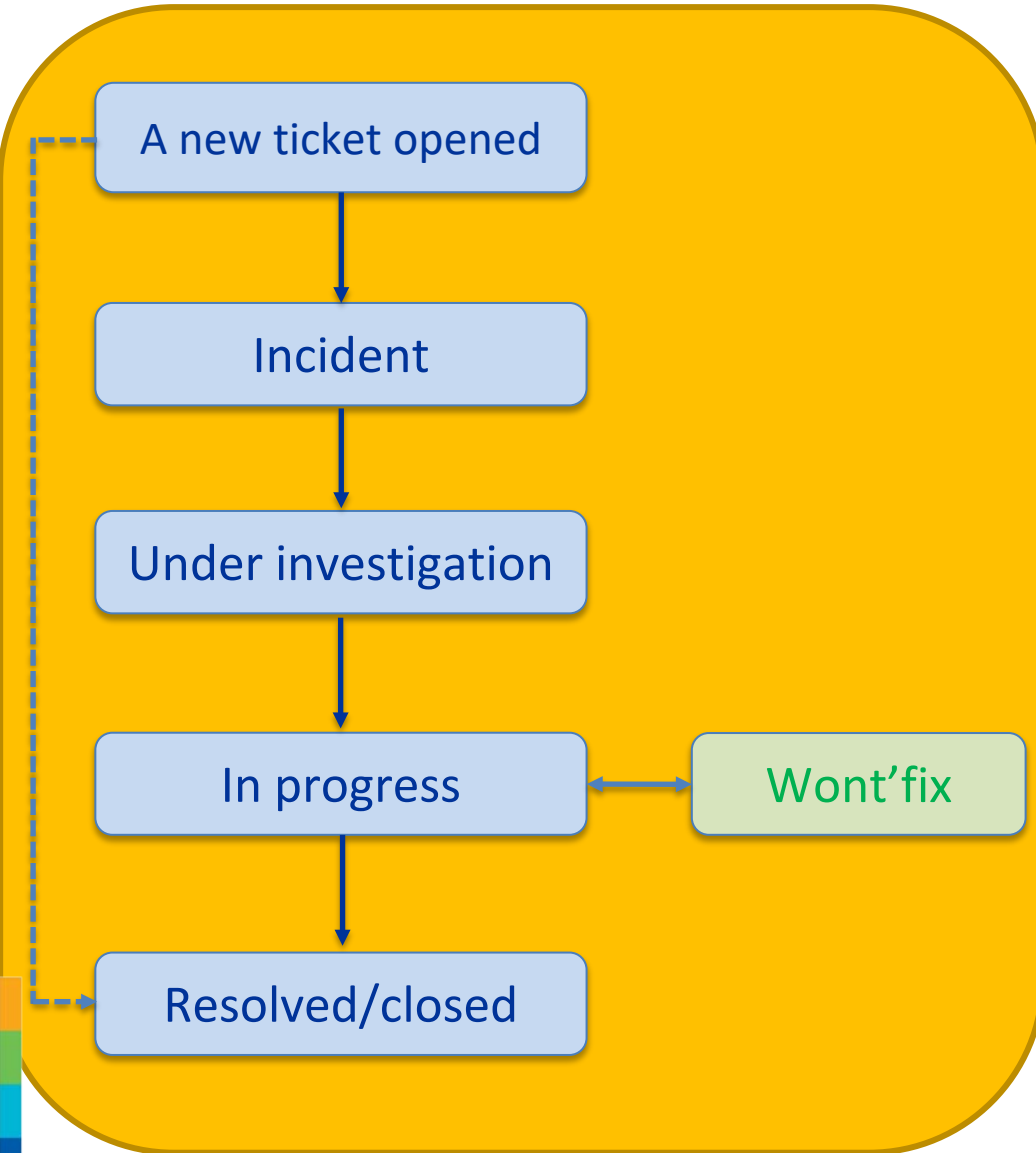 A new ticket opened
Incident
Under investigation
In progress
Wont’fix
Resolved/closed